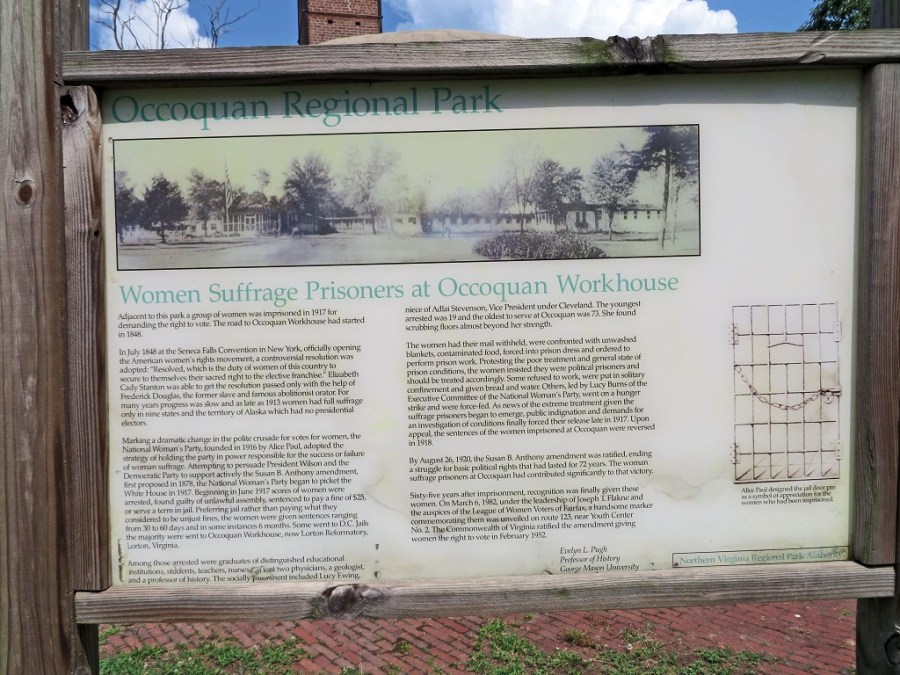 Occoquan Regional Park
Women Suffrage Prisoners at Occoquan Workhouse
Adjacent to this park a group of women was imprisoned in 1917 for
demanding the right to vote. The road to Occoquan Workhouse had started
in 1848.
In July 1848 at the Seneca Falls Convention in New York, officially opening
the American women's rights movement, a controversial resolution was
adopted: "Resolved, which is the duty of women of this country to
secure to themselves their sacred right to the elective franchise." Elizabeth
Cady Stanton was able to get the resolution passed only with the help of
Frederick Douglas, the former slave and famous abolitionist orator. For
many years progress was slow and as late as 1913 women had full suffrage
only in nine states and the territory of Alaska which had no presidential
electors.
Marking a dramatic change in the polite crusade for votes for women, the
National Woman's Party, founded in 1916 by Alice Paul, adopted the
strategy of holding the party in power responsible for the success or failure
of woman suffrage. Attempting to persuade President Wilson and the
Democratic Party to support actively the Susan B. Anthony amendment,
first proposed in 1878, the National Woman's Party began to picket the
White House in 1917. Beginning in June 1917 scores of women were
arrested, found guilty of unlawful assembly, sentenced to pay a fine of $25,
or serve a term in jail. Preferring jail rather than paying what they
considered to be unjust fines, the women were given sentences ranging
from 30 to 60 days and in some instances 6 months. Some went to D.C. Jails
the majority were sent to Occoquan Workhouse, now Lorton Reformatory,
Lorton, Virginia.
Among those arrested were graduates of distinguished educational
institutions, students, teachers, nurses, at least two physicians, a geologist,
and a professor of history. The socially prominent included Lucy Ewing,
niece of Adlai Stevenson, Vice President under Cleveland. The youngest
arrested was 19 and the oldest to serve at Occoquan was 73. She found
scrubbing floors almost beyond her strength.
The women had their mail withheld, were confronted with unwashed
blankets, contaminated food, forced into prison dress and ordered to
perform prison work. Protesting the poor treatment and general state of
prison conditions, the women insisted they were political prisoners and
should be treated accordingly. Some refused to work, were put in solitary
confinement and given bread and water. Others, led by Lucy Burns of the
Executive Committee of the National Woman's Party, went on a hunger
strike and were force-fed. As news of the extreme treatment given the
suffrage prisoners began to emerge, public indignation and demands for
an investigation of conditions finally forced their release late in 1917. Upon
appeal, the sentences of the women imprisoned at Occoquan were reversed
in 1918.
By August 26, 1920, the Susan B. Anthony amendment was ratified, ending
a struggle for basic political rights that had lasted for 72 years. The woman
suffrage prisoners at Occoquan had contributed significantly to that victory.
Sixty-five years after imprisonment, recognition was finally given these
women. On March 6, 1982, under the leadership of Joseph T. Flakne and
the auspices of the League of Women Voters of Fairfax, a handsome marker
commemorating them was unveiled on route 123, near Youth Center
No. 2. The Commonwealth of Virginia ratified the amendment giving
women the right to vote in February 1952.
Evelyn L. Pugh
Professor of History
George Mason University
Alice Paul designed the jail door pin
as a symbol of appreciation for the
women who had been imprisoned.
Northern Virginia Regional Park Authority